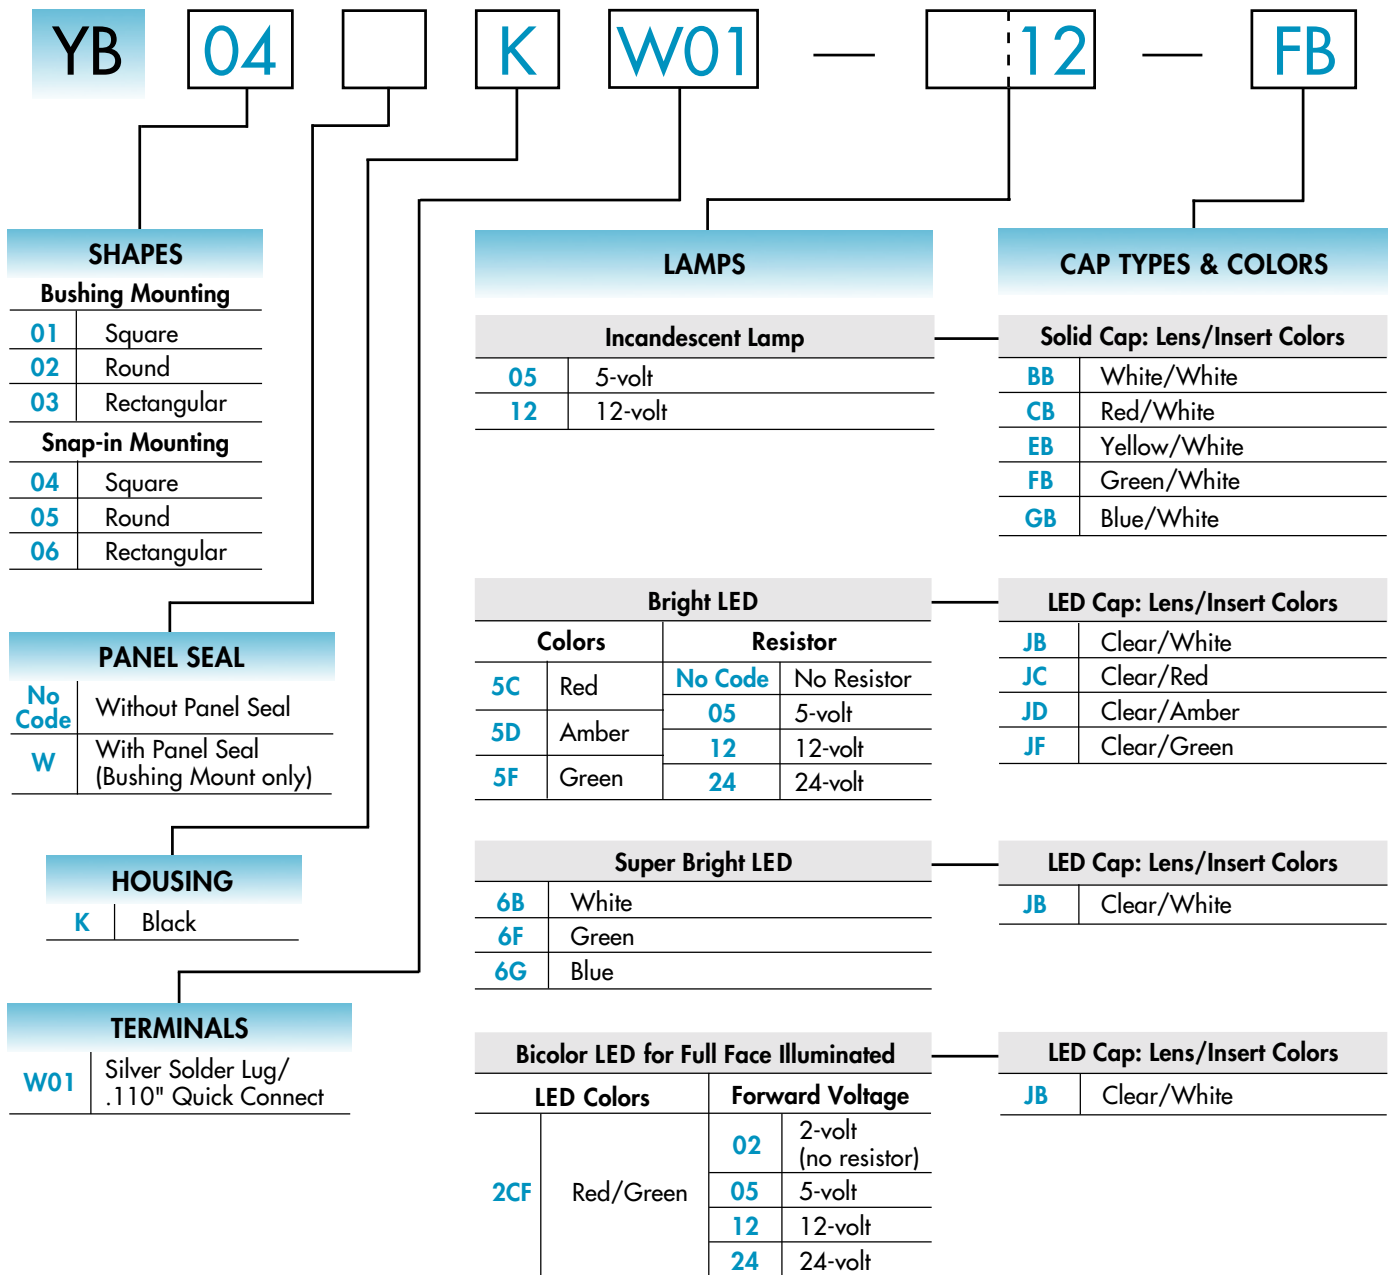 YB 04 K W01 — 12 — FB
SHAPES
Bushing Mounting
01 Square
02 Round
03 Rectangular
Snap-in Mounting
04 Square
05 Round
06 Rectangular
PANEL SEAL
No Code Without Panel Seal
W With Panel Seal
(Bushing Mount only)
HOUSING
K Black
TERMINALS
W01 Silver Solder Lug/
.110" Quick Connect
LAMPS
Incandescent Lamp
05 5-volt
12 12-volt
Bright LED
Colors Resistor
5C Red
5D Amber
5F Green
No Code No Resistor
05 5-volt
12 12-volt
24 24-volt
Super Bright LED
6B White
6F Green
6G Blue
Bicolor LED for Full Face Illuminated
LED Colors Forward Voltage
2CF Red/Green
02 2-volt
(no resistor)
05 5-volt
12 12-volt
24 24-volt
CAP TYPES & COLORS
Solid Cap: Lens/Insert Colors
BB White/White
CB Red/White
EB Yellow/White
FB Green/White
GB Blue/White
LED Cap: Lens/Insert Colors
JB Clear/White
JC Clear/Red
JD Clear/Amber
JF Clear/Green
LED Cap: Lens/Insert Colors
JB Clear/White
LED Cap: Lens/Insert Colors
JB Clear/White